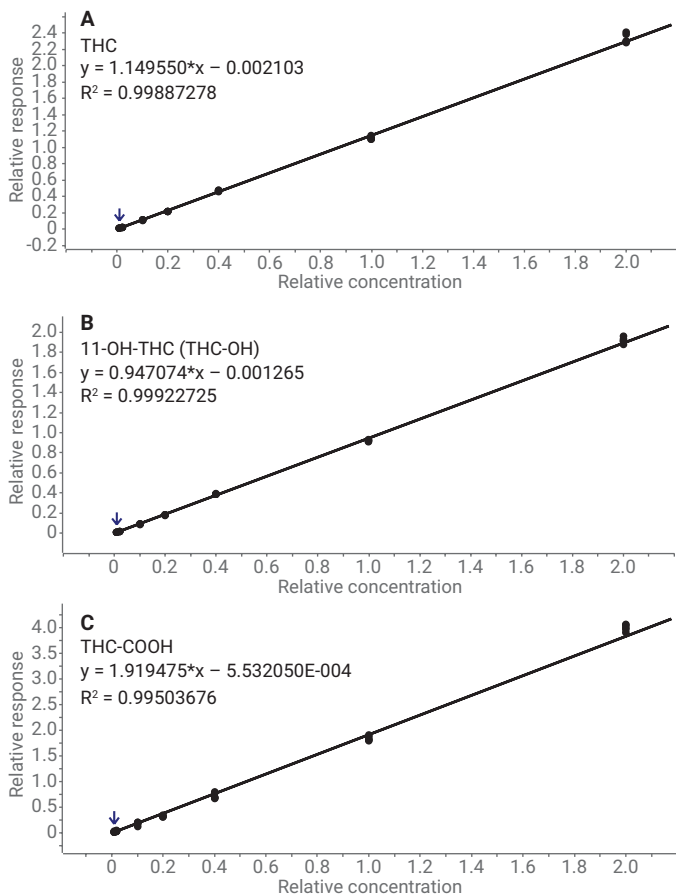 A
THC
y = 1.149550*x – 0.002103
R² = 0.99887278
Relative response
2.4
2.2
2.0
1.8
1.6
1.4
1.2
1.0
0.8
0.6
0.4
0.2
0
-0.2
0 0.2 0.4 0.6 0.8 1.0 1.2 1.4 1.6 1.8 2.0
Relative concentration
B
11-OH-THC (THC-OH)
y = 0.947074*x – 0.001265
R² = 0.99922725
Relative response
2.0
1.8
1.6
1.4
1.2
1.0
0.8
0.6
0.4
0.2
0
0 0.2 0.4 0.6 0.8 1.0 1.2 1.4 1.6 1.8 2.0
Relative concentration
C
THC-COOH
y = 1.919475*x – 5.532050E-004
R² = 0.99503676
Relative response
4.0
3.5
3.0
2.5
2.0
1.5
1.0
0.5
0
0 0.2 0.4 0.6 0.8 1.0 1.2 1.4 1.6 1.8 2.0
Relative concentration